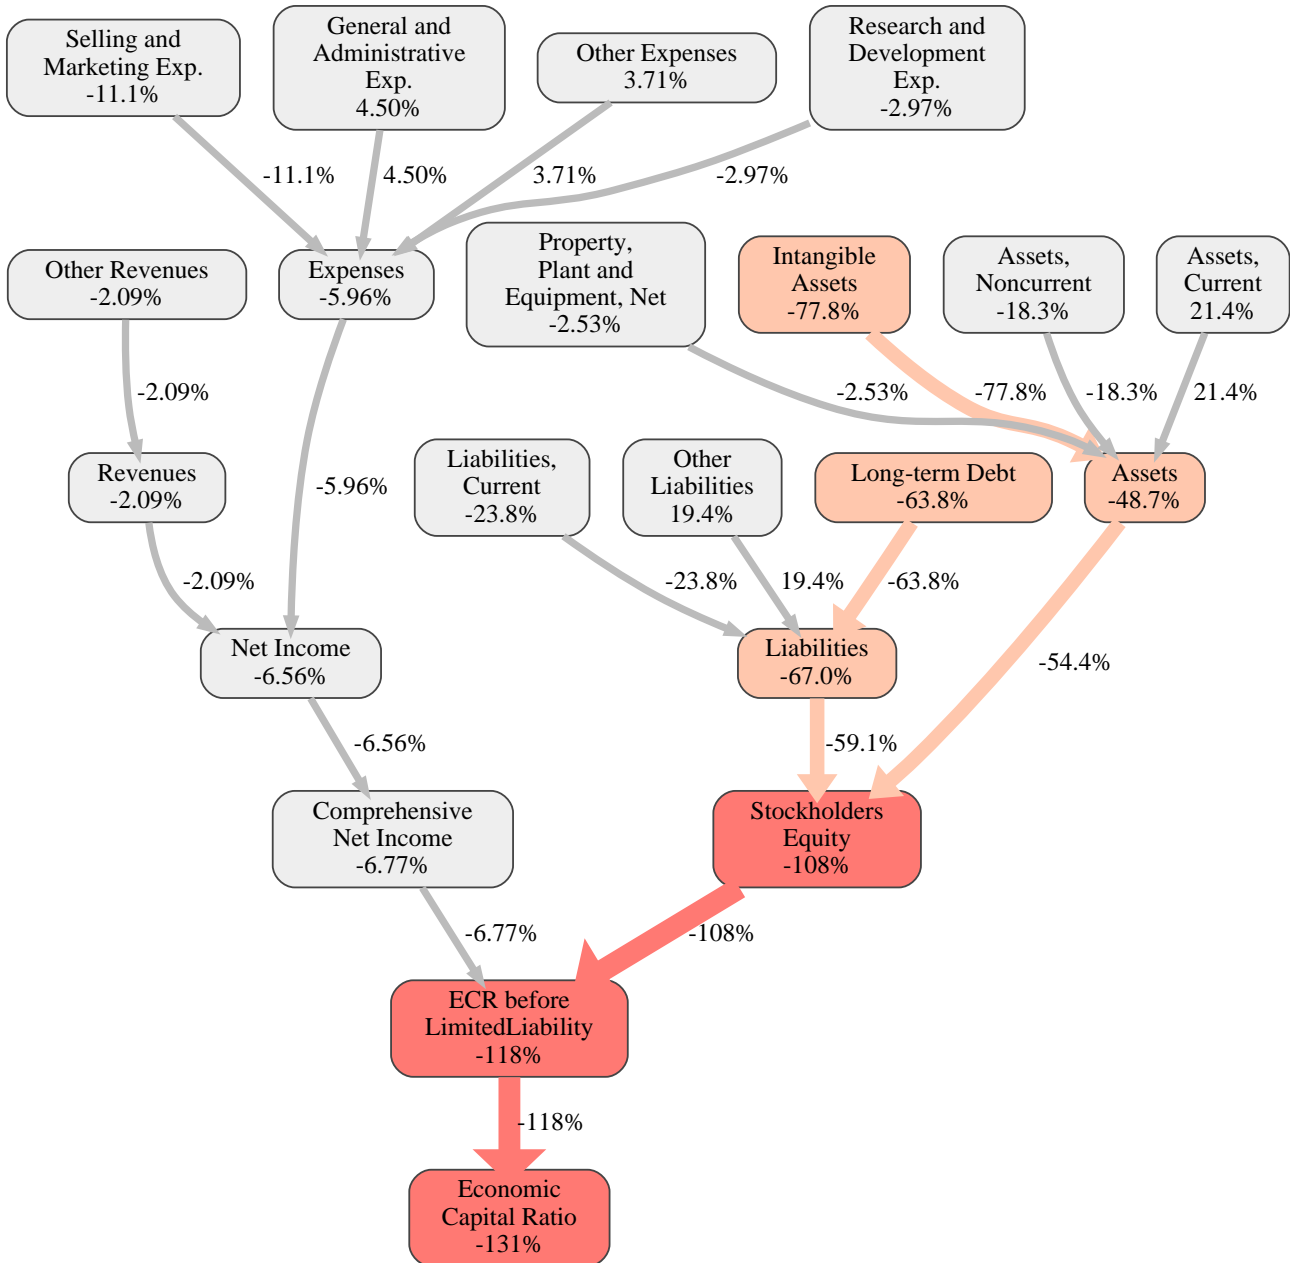 Selling and
Marketing Exp.
-11.1%
General and
Administrative
Exp.
4.50%
Other Expenses
3.71%
Research and
Development
Exp.
-2.97%
-11.1%
4.50%
3.71%
-2.97%
Other Revenues
-2.09%
Expenses
-5.96%
Property,
Plant and
Equipment, Net
-2.53%
Intangible
Assets
-77.8%
Assets,
Noncurrent
-18.3%
Assets,
Current
21.4%
-2.09%
-2.53%
-77.8%
-18.3%
21.4%
Revenues
-2.09%
-5.96%
Liabilities,
Current
-23.8%
Other
Liabilities
19.4%
Long-term Debt
-63.8%
Assets
-48.7%
-2.09%
-23.8%
19.4%
-63.8%
Net Income
-6.56%
Liabilities
-67.0%
-54.4%
-6.56%
-59.1%
Comprehensive
Net Income
-6.77%
Stockholders
Equity
-108%
-6.77%
-108%
ECR before
LimitedLiability
-118%
-118%
Economic
Capital Ratio
-131%